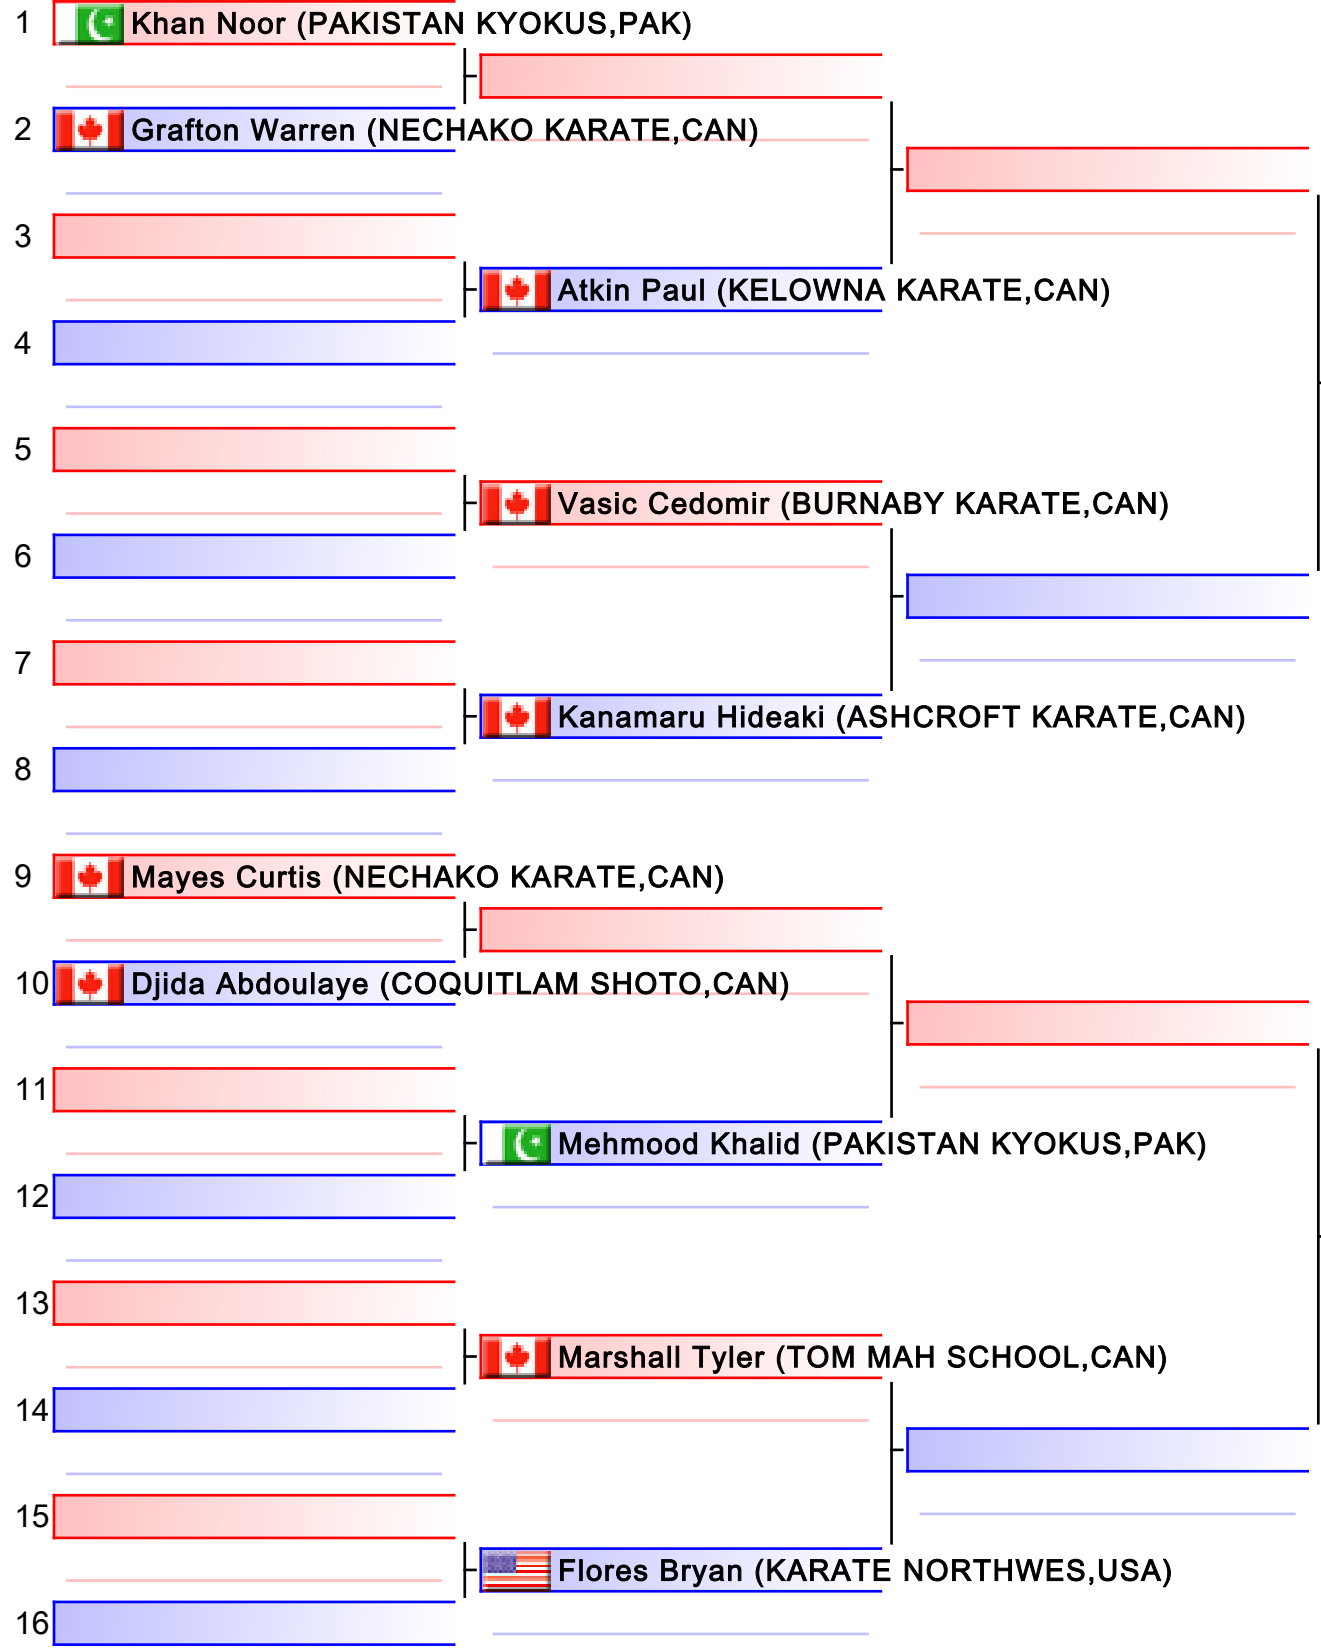 1 Khan Noor (PAKISTAN KYOKUS,PAK)
2 Grafton Warren (NECHAKO KARATE,CAN)
3
Atkin Paul (KELOWNA KARATE,CAN)
4
5
Vasic Cedomir (BURNABY KARATE,CAN)
6
7
Kanamaru Hideaki (ASHCROFT KARATE,CAN)
8
9 Mayes Curtis (NECHAKO KARATE,CAN)
10 Djida Abdoulaye (COQUITLAM SHOTO,CAN)
11
Mehmood Khalid (PAKISTAN KYOKUS,PAK)
12
13
Marshall Tyler (TOM MAH SCHOOL,CAN)
14
15
Flores Bryan (KARATE NORTHWES,USA)
16